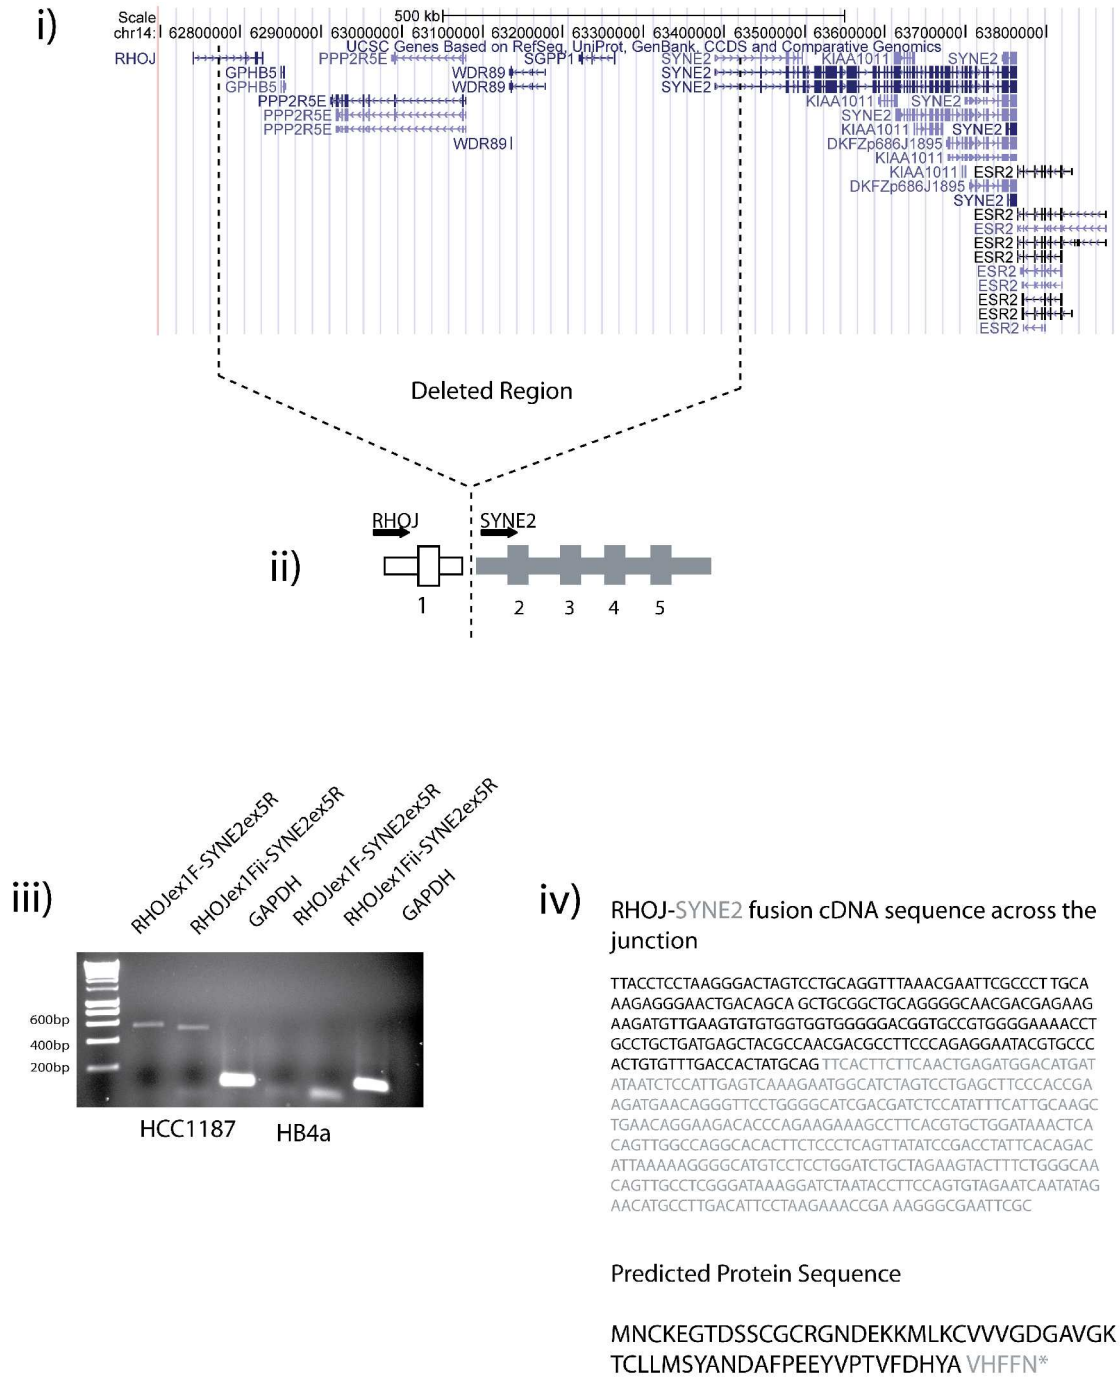 i)
Scale
500 kb
chr14:
62800000
62900000
63000000
63100000
63200000
63300000
63400000
63500000
63600000
63700000
63800000
UCSC Genes Based on RefSeq, UniProt, GenBank, CCDS and Comparative Genomics
RHOJ PPP2R5E SGPP1 SYNE2 KIAA1011 SYNE2
GPHB5 WDR89 SYNE2
GPHB5 WDR89 SYNE2
PPP2R5E KIAA1011 SYNE2
PPP2R5E SYNE2
PPP2R5E KIAA1011 SYNE2
WDR89 DKFZp686J1895
KIAA1011
KIAA1011 ESR2
DKFZp686J1895
SYNE2
ESR2
ESR2
ESR2
ESR2
ESR2
ESR2
ESR2
ESR2
ESR2
Deleted Region
ii)
RHOJ SYNE2
1 2 3 4 5
iii)
RHOJex1F-SYNE2ex5R
RHOJex1Fii-SYNE2ex5R
GAPDH
RHOJex1F-SYNE2ex5R
RHOJex1Fii-SYNE2ex5R
GAPDH
600bp
400bp
200bp
HCC1187 HB4a
iv)
RHOJ-SYNE2 fusion cDNA sequence across the
junction
TTACCTCCTAAGGGACTAGTCCTGCAGGTTTAAACGAATTCGCCCT TGCA
AAGAGGGAACTGACAGCA GCTGCGGCTGCAGGGGCAACGACGAGAAG
AAGATGTTGAAGTGTGTGGTGGTGGGGGACGGTGCCGTGGGGAAAACCT
GCCTGCTGATGAGCTACGCCAACGACGCCTTCCCAGAGGAATACGTGCCC
ACTGTGTTTGACCACTATGCAG TTCACTTCTTCAACTGAGATGGACATGAT
ATAATCTCCATTGAGTCAAAGAATGGCATCTAGTCCTGAGCTTCCCACCGA
AGATGAACAGGGTTCCTGGGGCATCGACGATCTCCATATTTCATTGCAAGC
TGAACAGGAAGACACCCAGAAGAAAGCCTTCACGTGCTGGATAAACTCA
CAGTTGGCCAGGCACACTTCTCCCTCAGTTATATCCGACCTATTCACAGAC
ATTAAAAAGGGGCATGTCCTCCTGGATCTGCTAGAAGTACTTTCTGGGCAA
CAGTTGCCTCGGGATAAAGGATCTAATACCTTCCAGTGTAGAATCAATATAG
AACATGCCTTGACATTCCTAAGAAACCGA AAGGGCGAATTCGC
Predicted Protein Sequence
MNCKEGTDSSCGCRGNDEKKMLKCVVVGDGAVGK
TCLLMSYANDAFPEEYVPTVFDHYA VHFFN*